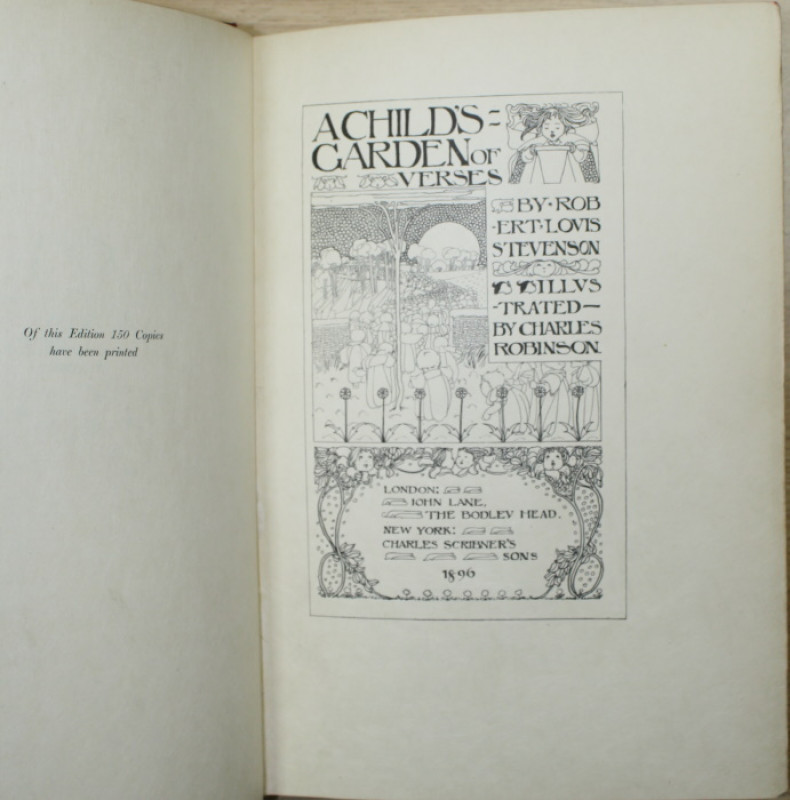 Of this Edition 150 Copies
have been printed
A CHILD'S =
GARDEN OF
VERSES
BY · ROB
· ERT · LOVIS
STEVENSON
ILLVS
- TRATED —
BY CHARLES
ROBINSON.
LONDON:
IOHN LANE,
THE BODLEY HEAD.
NEW YORK:
CHARLES SCRIBNER'S
SONS
1896